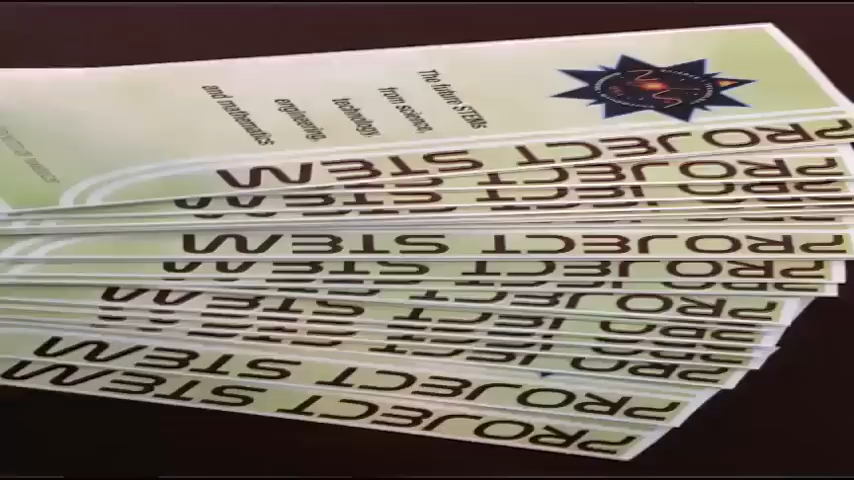 The future STEMs
from science,
technology,
engineering,
and mathematics
PROJECT STEM
PROJECT STEM
PROJECT STEM
PROJECT STEM
PROJECT STEM
PROJECT STEM
PROJECT STEM
PROJECT STEM